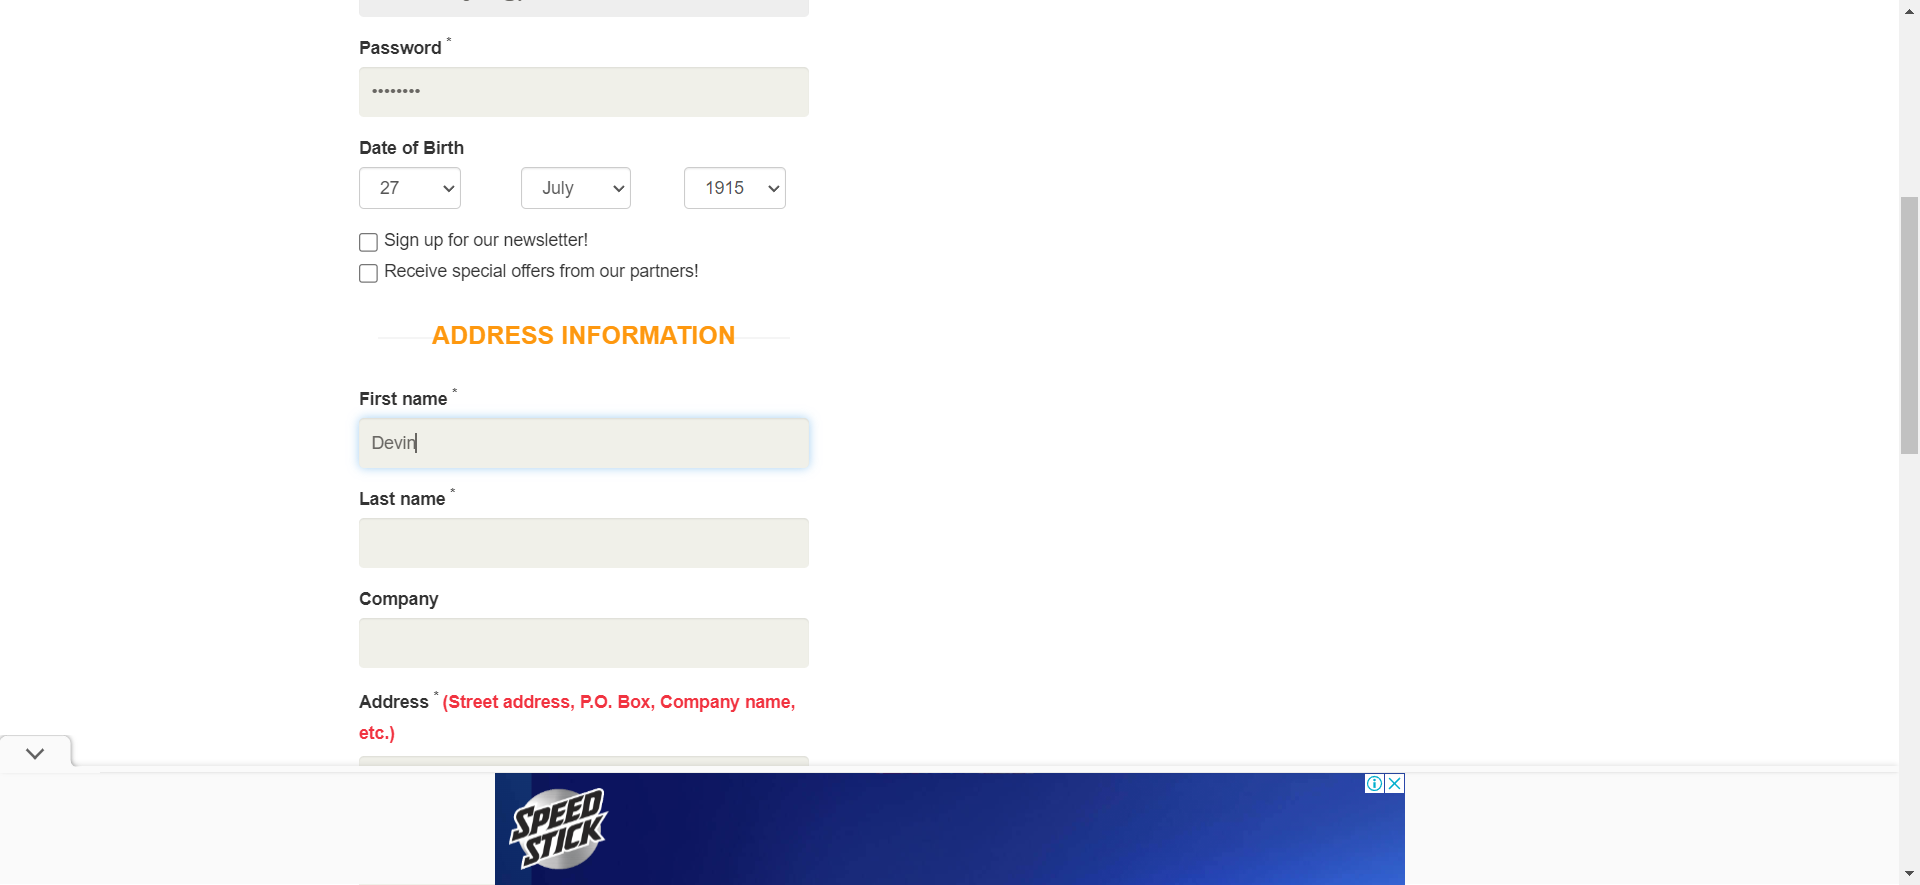 Password *
••••••••
Date of Birth
27 July 1915
Sign up for our newsletter!
Receive special offers from our partners!
ADDRESS INFORMATION
First name *
Devin
Last name *
Company
Address * (Street address, P.O. Box, Company name,
etc.)
SPEED
STICK